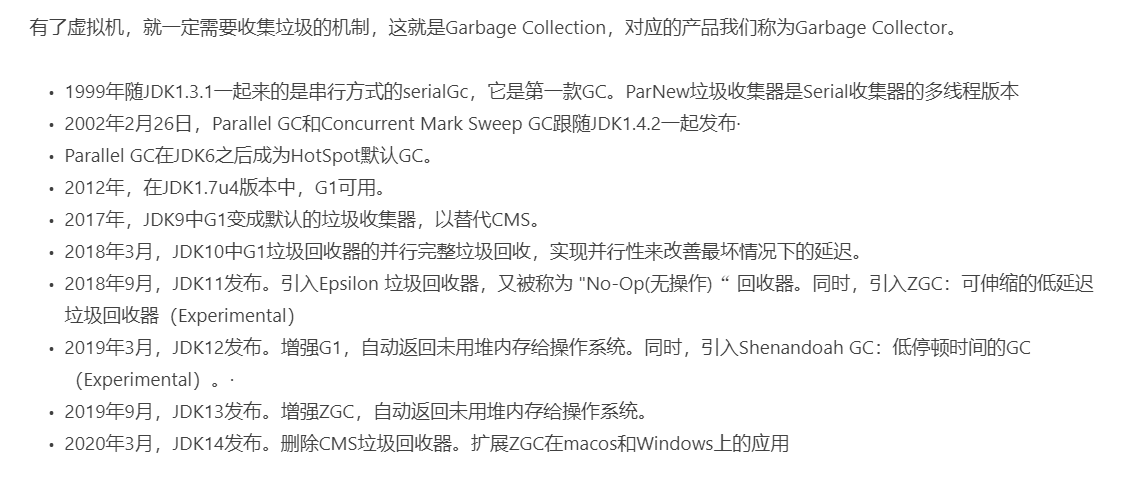 有了虚拟机，就一定需要收集垃圾的机制，这就是Garbage Collection，对应的产品我们称为Garbage Collector。
• 1999年随JDK1.3.1一起来的是串行方式的serialGc，它是第一款GC。ParNew垃圾收集器是Serial收集器的多线程版本
• 2002年2月26日，Parallel GC和Concurrent Mark Sweep GC跟随JDK1.4.2一起发布·
• Parallel GC在JDK6之后成为HotSpot默认GC。
• 2012年，在JDK1.7u4版本中，G1可用。
• 2017年，JDK9中G1变成默认的垃圾收集器，以替代CMS。
• 2018年3月，JDK10中G1垃圾回收器的并行完整垃圾回收，实现并行性来改善最坏情况下的延迟。
• 2018年9月，JDK11发布。引入Epsilon 垃圾回收器，又被称为 "No-Op(无操作)“ 回收器。同时，引入ZGC：可伸缩的低延迟
垃圾回收器（Experimental）
• 2019年3月，JDK12发布。增强G1，自动返回未用堆内存给操作系统。同时，引入Shenandoah GC：低停顿时间的GC
（Experimental）。·
• 2019年9月，JDK13发布。增强ZGC，自动返回未用堆内存给操作系统。
• 2020年3月，JDK14发布。删除CMS垃圾回收器。扩展ZGC在macos和Windows上的应用